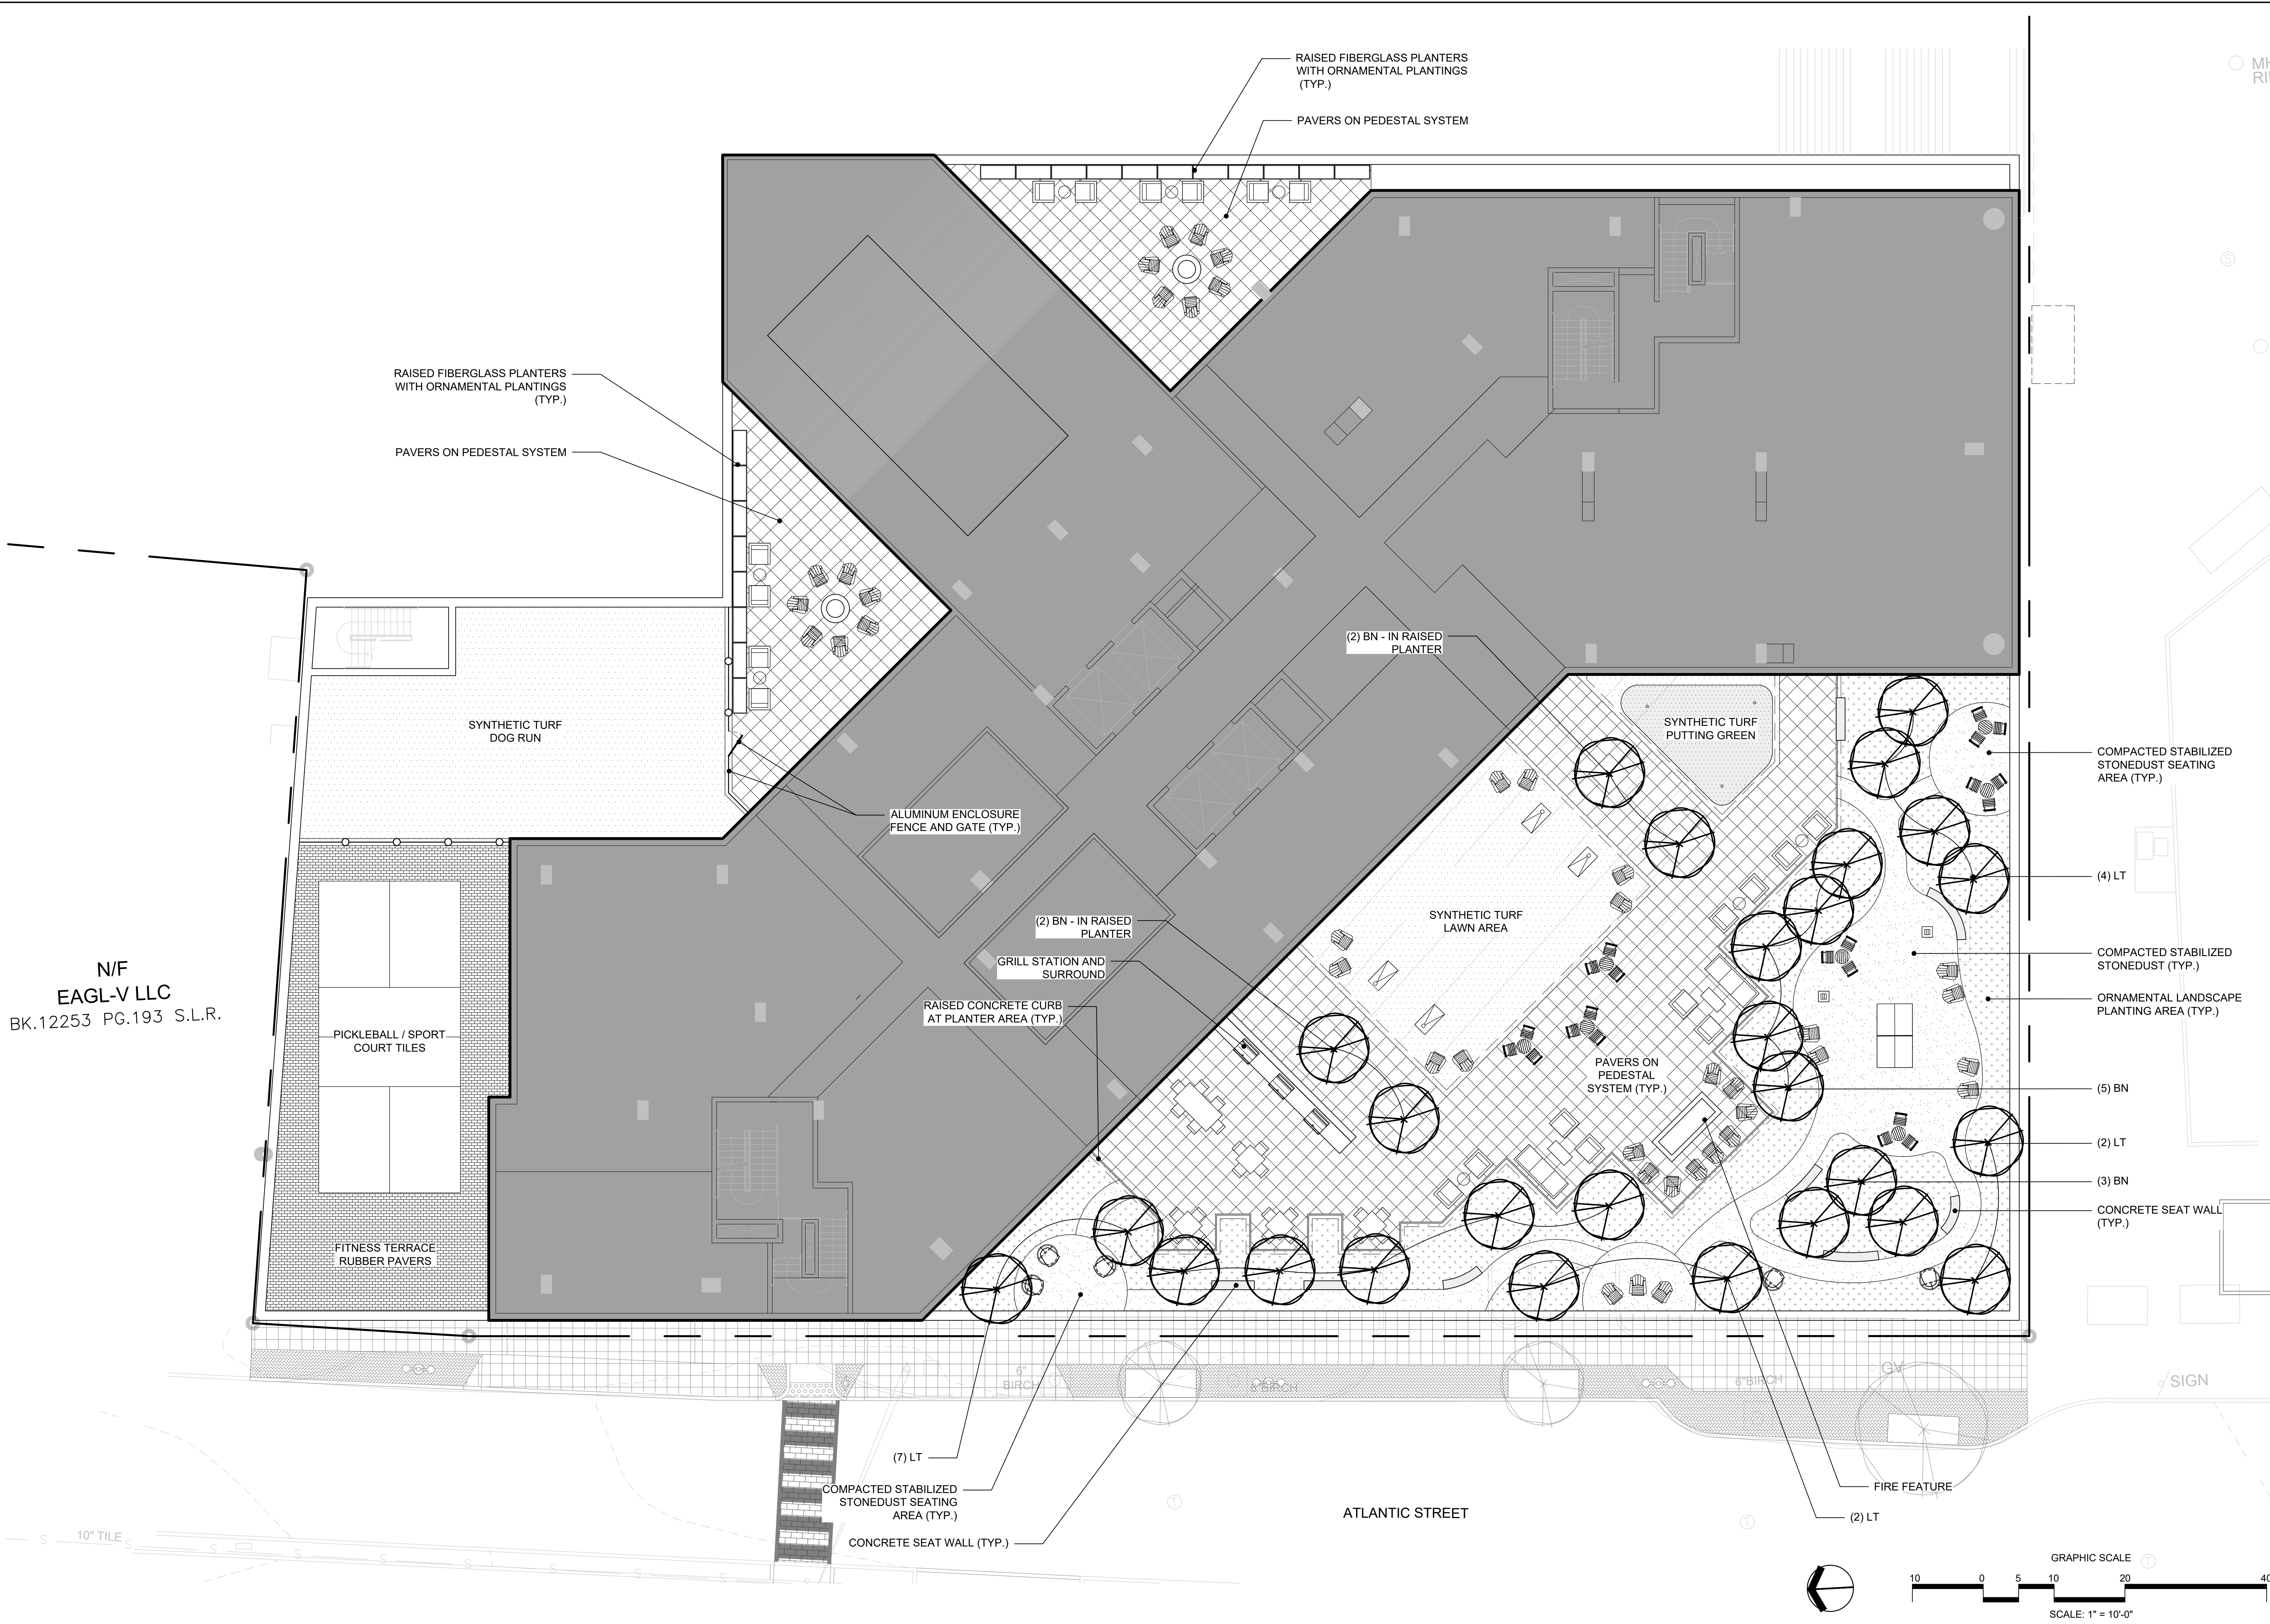 RAISED FIBERGLASS PLANTERS
WITH ORNAMENTAL PLANTINGS
(TYP.)
PAVERS ON PEDESTAL SYSTEM
RAISED FIBERGLASS PLANTERS
WITH ORNAMENTAL PLANTINGS
(TYP.)
PAVERS ON PEDESTAL SYSTEM
(2) BN - IN RAISED
PLANTER
SYNTHETIC TURF
DOG RUN
SYNTHETIC TURF
PUTTING GREEN
COMPACTED STABILIZED
STONEDUST SEATING
AREA (TYP.)
ALUMINUM ENCLOSURE
FENCE AND GATE (TYP.)
(4) LT
SYNTHETIC TURF
LAWN AREA
(2) BN - IN RAISED
PLANTER
GRILL STATION AND
SURROUND
RAISED CONCRETE CURB
AT PLANTER AREA (TYP.)
COMPACTED STABILIZED
STONEDUST (TYP.)
ORNAMENTAL LANDSCAPE
PLANTING AREA (TYP.)
N/F
EAGL-V LLC
BK.12253 PG.193 S.L.R.
PICKLEBALL / SPORT
COURT TILES
PAVERS ON
PEDESTAL
SYSTEM (TYP.)
(5) BN
(2) LT
(3) BN
CONCRETE SEAT WALL
(TYP.)
FITNESS TERRACE
RUBBER PAVERS
6"
BIRCH
6"BIRCH
6"BIRCH
GV
SIGN
(7) LT
COMPACTED STABILIZED
STONEDUST SEATING
AREA (TYP.)
CONCRETE SEAT WALL (TYP.)
FIRE FEATURE
(2) LT
ATLANTIC STREET
10" TILE
S S S S S S S S
T
T
T
S
GRAPHIC SCALE
10 0 5 10 20 40
SCALE: 1" = 10'-0"